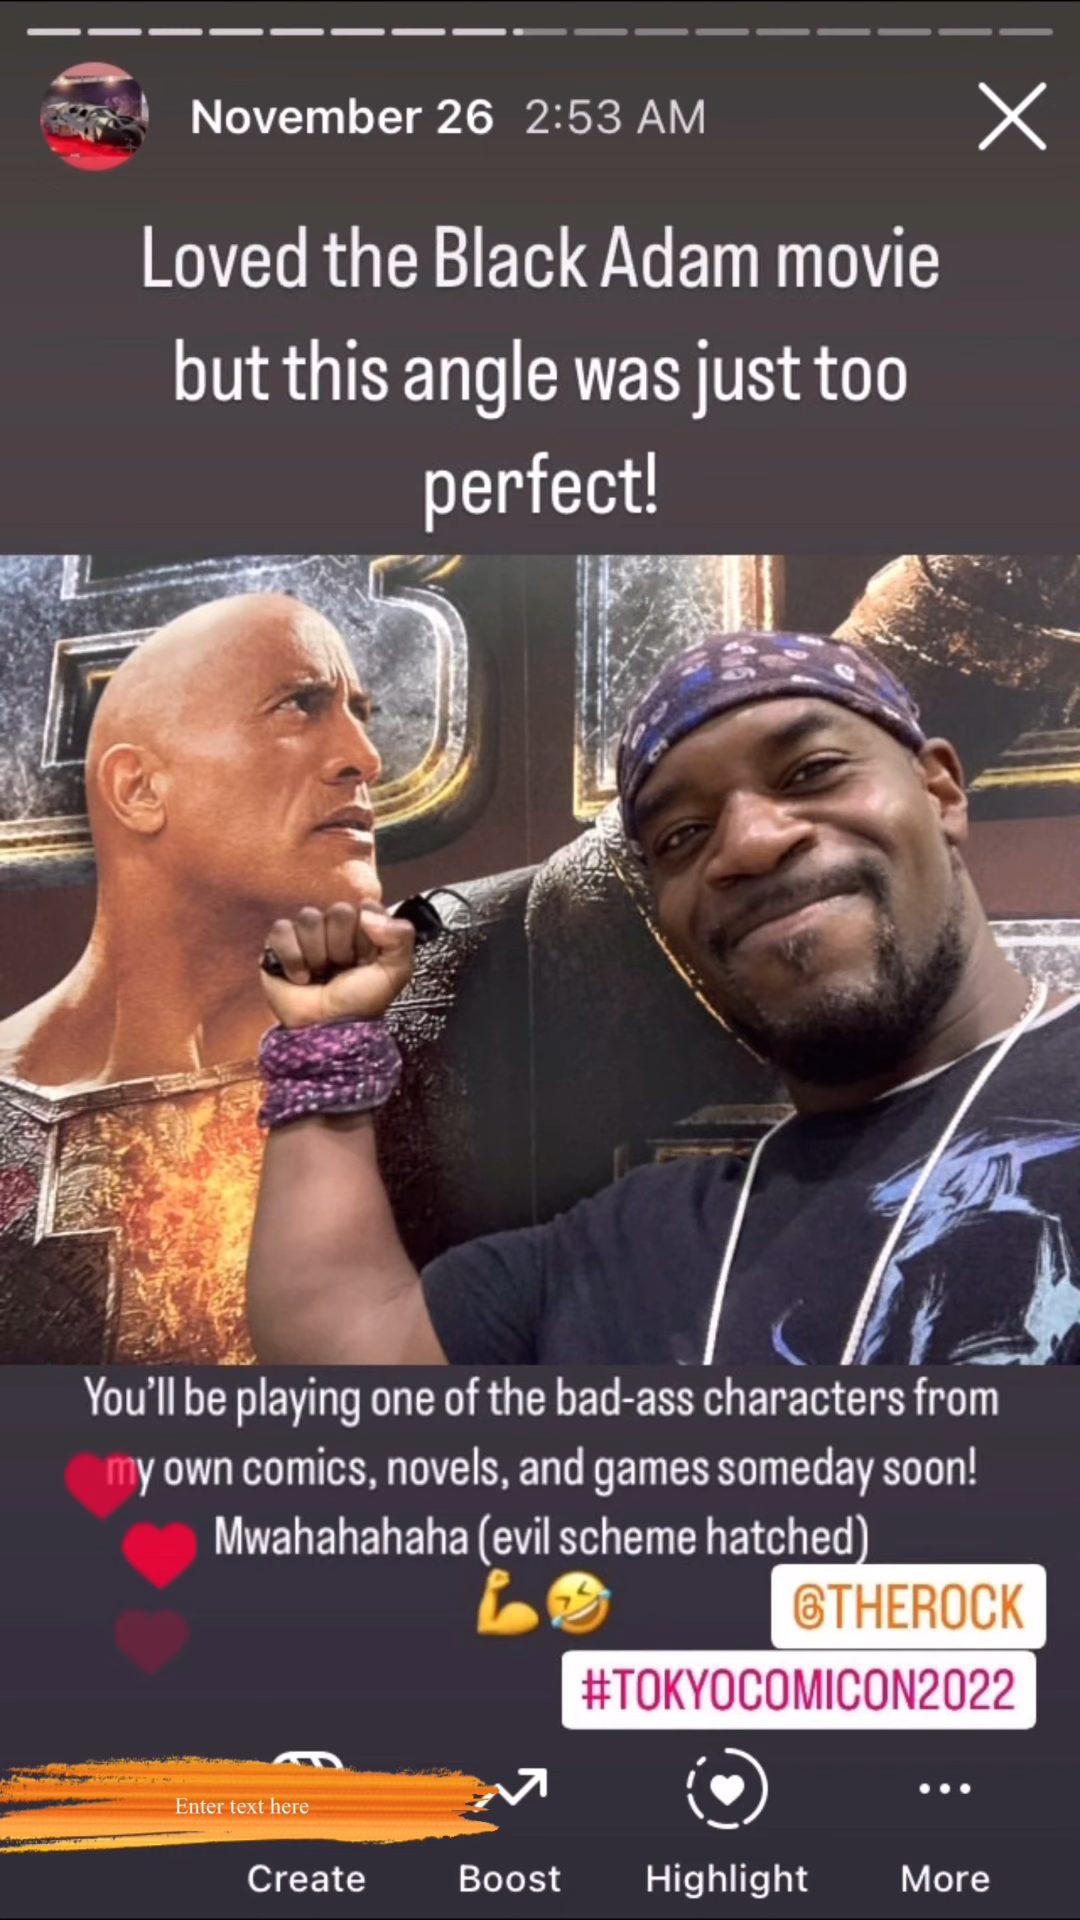 November 26 2:53 AM
Loved the Black Adam movie
but this angle was just too
perfect!
You'll be playing one of the bad-ass characters from
my own comics, novels, and games someday soon!
Mwahahahaha (evil scheme hatched)
@THEROCK
#TOKYOCOMICON2022
Enter text here
Create Boost Highlight More